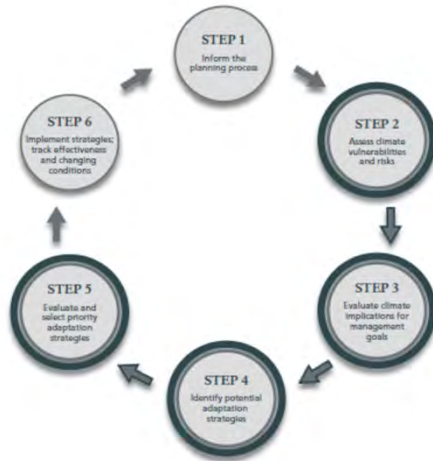 STEP 1
Inform the
planning process
STEP 2
Assess climate
vulnerabilities
and risks
STEP 3
Evaluate climate
implications for
management
goals
STEP 4
Identify potential
adaptation
strategies
STEP 5
Evaluate and
select priority
adaptation
strategies
STEP 6
Implement strategies;
track effectiveness
and changing
conditions